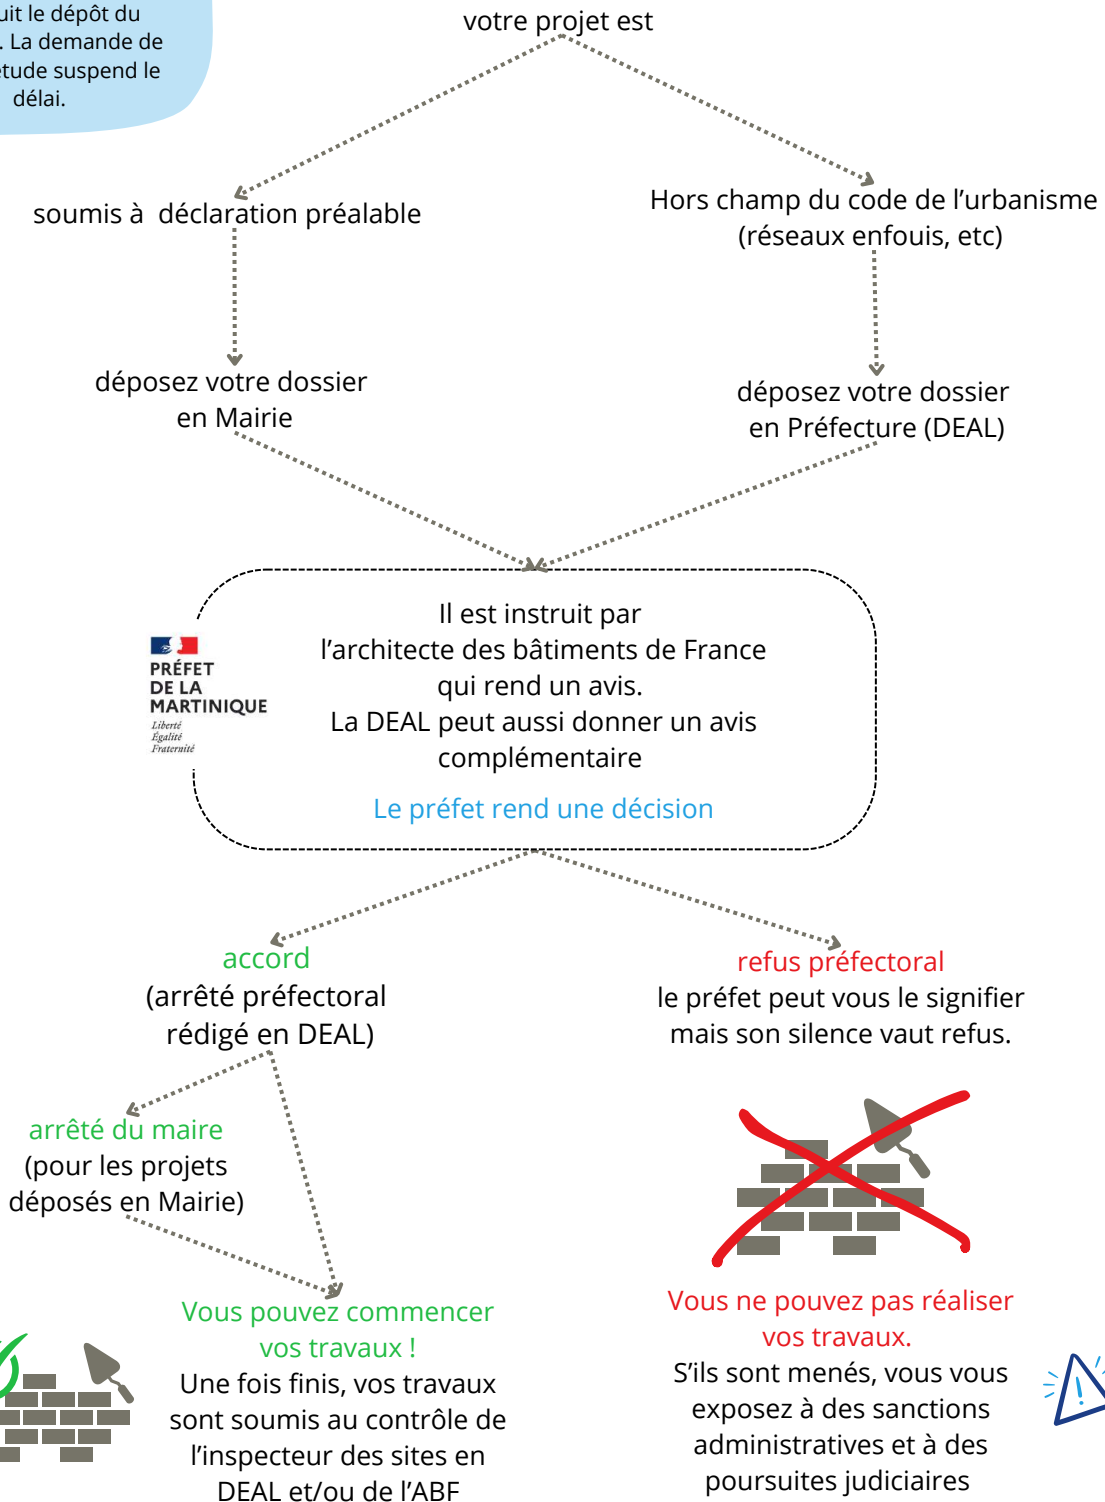 uit le dépôt du
. La demande de
étude suspend le
délai.
votre projet est
soumis à déclaration préalable
Hors champ du code de l’urbanisme
(réseaux enfouis, etc)
déposez votre dossier
en Mairie
déposez votre dossier
en Préfecture (DEAL)
PRÉFET
DE LA
MARTINIQUE
Liberté
Égalité
Fraternité
Il est instruit par
l’architecte des bâtiments de France
qui rend un avis.
La DEAL peut aussi donner un avis
complémentaire
Le préfet rend une décision
accord
(arrêté préfectoral
rédigé en DEAL)
refus préfectoral
le préfet peut vous le signifier
mais son silence vaut refus.
arrêté du maire
(pour les projets
déposés en Mairie)
Vous pouvez commencer
vos travaux !
Une fois finis, vos travaux
sont soumis au contrôle de
l’inspecteur des sites en
DEAL et/ou de l’ABF
Vous ne pouvez pas réaliser
vos travaux.
S’ils sont menés, vous vous
exposez à des sanctions
administratives et à des
poursuites judiciaires